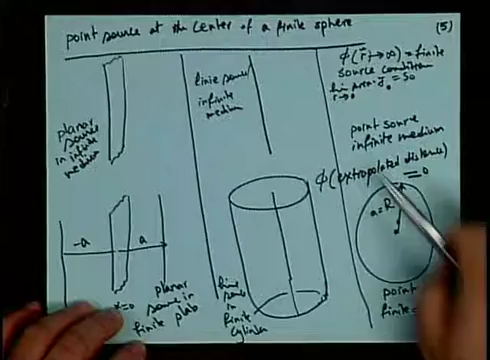 point source at the center of a finite sphere
(5)
planar
source
in infinite
medium
line source
infinite
medium
ϕ(r→∞) = finite
source condition
point source
infinite medium
ϕ(extrapolated distance)
= 0
-a
a
x=0
planar
source in
finite slab
line
source
in
finite
cylinder
a=R
point
finite